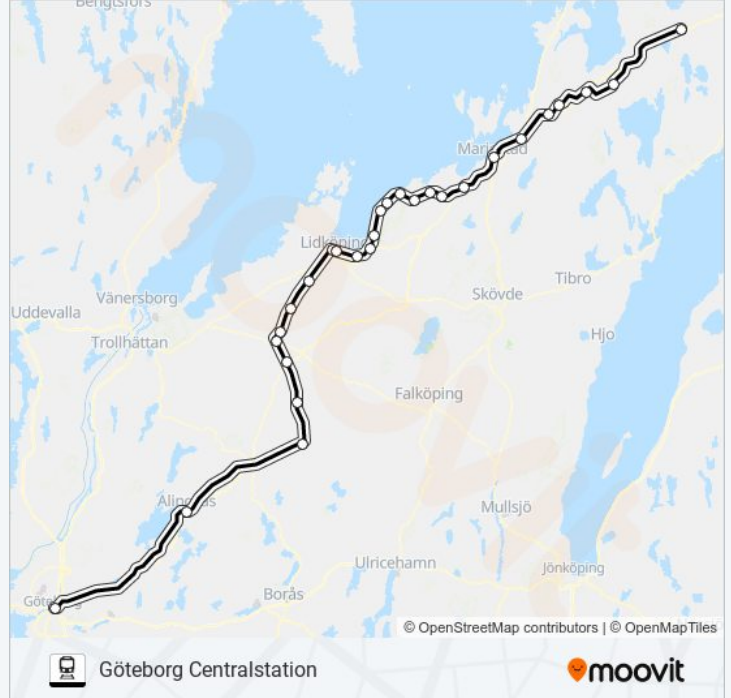 Bengtsfors
Mariestad
Lidköping
Tibro
Skövde
Vänersborg
Uddevalla
Trollhättan
Hjo
Falköping
Alingsås
Mullsjö
Ulricehamn
Jönköping
Borås
Göteborg
© OpenStreetMap contributors | © OpenMapTiles
Göteborg Centralstation
moovit
moovit